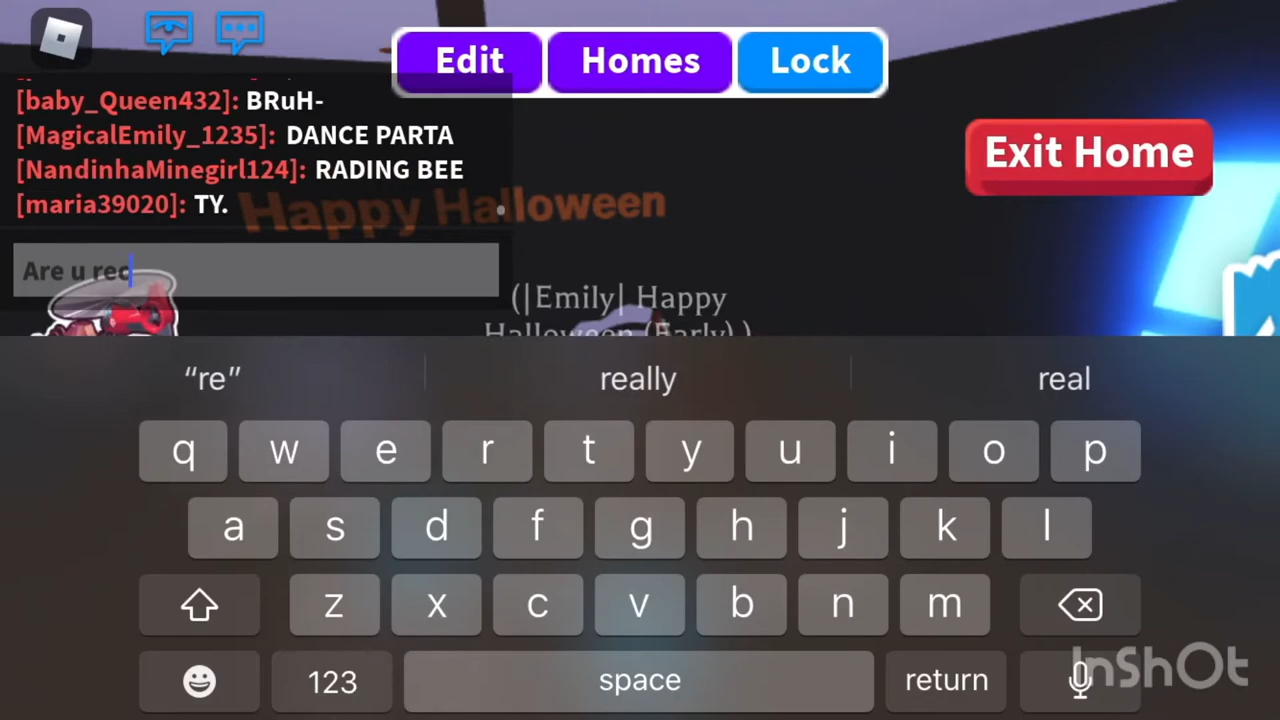 Edit Homes Lock
[baby_Queen432]: BRuH-
[MagicalEmily_1235]: DANCE PARTA
[NandinhaMinegirl124]: RADING BEE
[maria39020]: TY.
Exit Home
Happy Halloween
Are u rec
(|Emily| Happy
Halloween (Early) )
“re” really real
q w e r t y u i o p
a s d f g h j k l
z x c v b n m
123 space return
InShOt